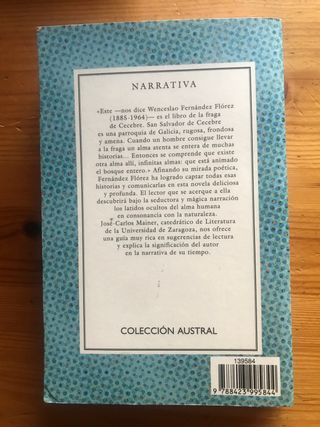 NARRATIVA
«Este —nos dice Wenceslao Fernández Flórez
(1885-1964)— es el libro de la fraga
de Cecebre. San Salvador de Cecebre
es una parroquia de Galicia, rugosa, frondosa
y amena. Cuando un hombre consigue llevar
a la fraga un alma atenta se entera de muchas
historias... Entonces se comprende que existe
otra alma allí, infinitas almas: que está animado
el bosque entero.» Afinando su mirada poética,
Fernández Flórez ha logrado captar todas esas
historias y comunicarlas en esta novela deliciosa
y profunda. El lector que se acerque a ella
descubrirá bajo la seductora y mágica narración
los latidos ocultos del alma humana
en consonancia con la naturaleza.
José-Carlos Mainer, catedrático de Literatura
de la Universidad de Zaragoza, nos ofrece
una guía muy rica en sugerencias de lectura
y explica la significación del autor
en la narrativa de su tiempo.
COLECCIÓN AUSTRAL
139584
9 788423 995844